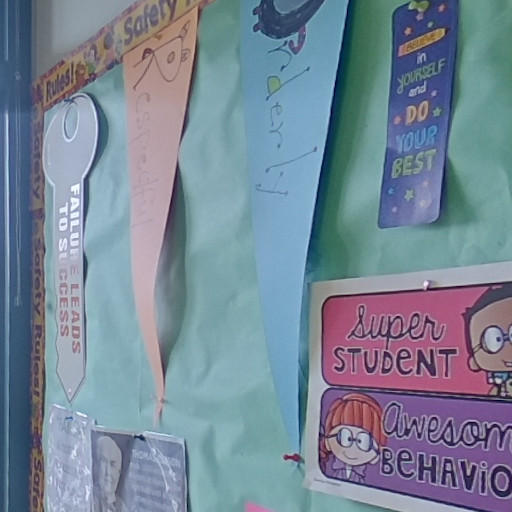 Safety
Rules!
Safety
Safety Rules!
Respectful
Orderly
BELIEVE
in
YOURSELF
and
DO
YOUR
BEST
FAILURE LEADS
TO SUCCESS
Super
STUDENT
Awesom
BEHAVIO